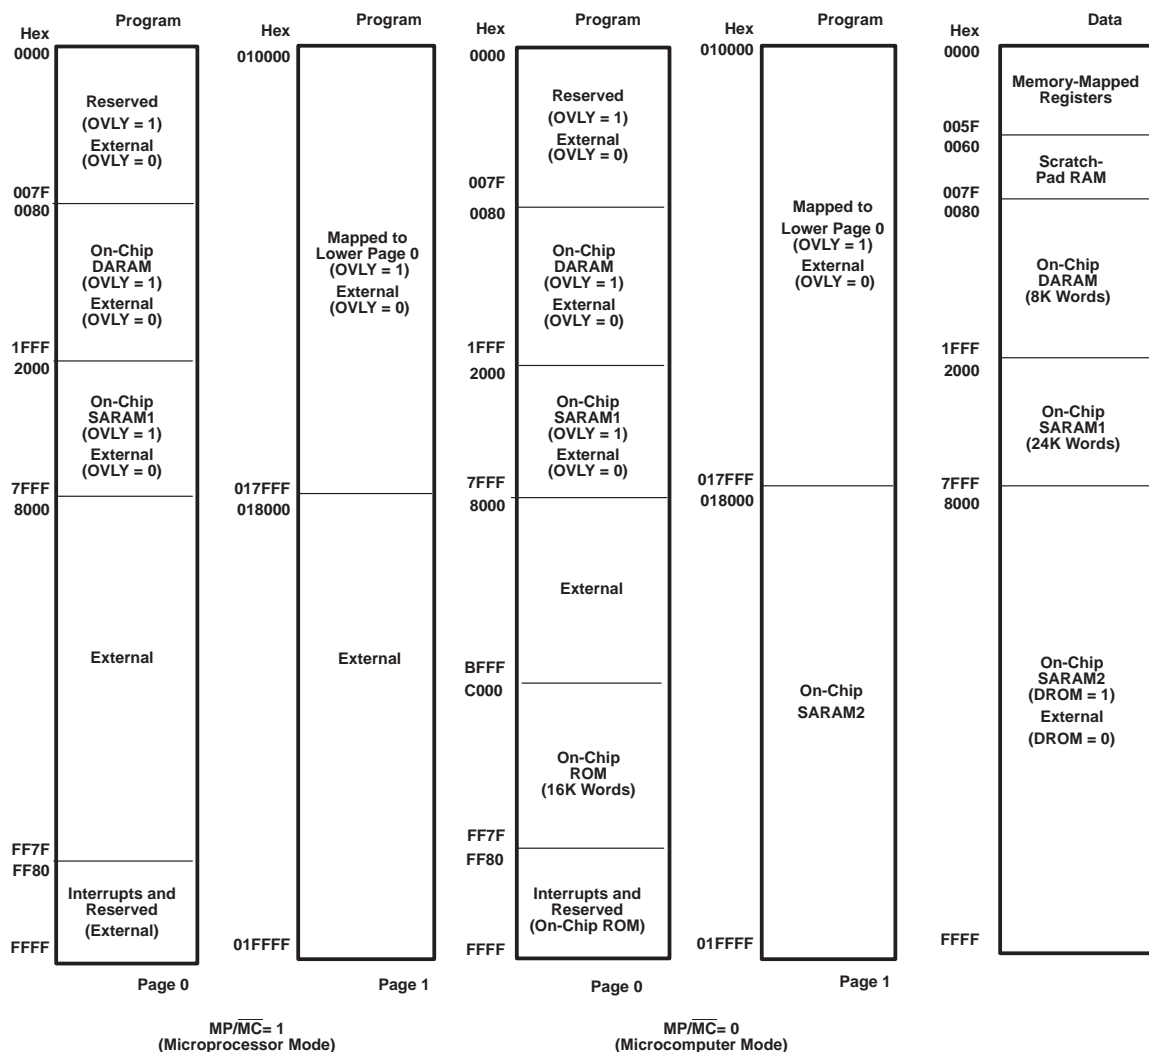 Hex
Program
0000
Reserved
(OVLY = 1)
External
(OVLY = 0)
007F
0080
On-Chip
DARAM
(OVLY = 1)
External
(OVLY = 0)
1FFF
2000
On-Chip
SARAM1
(OVLY = 1)
External
(OVLY = 0)
7FFF
8000
External
FF7F
FF80
Interrupts and
Reserved
(External)
FFFF
Page 0
Hex
Program
010000
Mapped to
Lower Page 0
(OVLY = 1)
External
(OVLY = 0)
017FFF
018000
External
01FFFF
Page 1
MP/MC= 1
(Microprocessor Mode)
Hex
Program
0000
Reserved
(OVLY = 1)
External
(OVLY = 0)
007F
0080
On-Chip
DARAM
(OVLY = 1)
External
(OVLY = 0)
1FFF
2000
On-Chip
SARAM1
(OVLY = 1)
External
(OVLY = 0)
7FFF
8000
External
BFFF
C000
On-Chip
ROM
(16K Words)
FF7F
FF80
Interrupts and
Reserved
(On-Chip ROM)
FFFF
Page 0
Hex
Program
010000
Mapped to
Lower Page 0
(OVLY = 1)
External
(OVLY = 0)
017FFF
018000
On-Chip
SARAM2
01FFFF
Page 1
MP/MC= 0
(Microcomputer Mode)
Hex
Data
0000
Memory-Mapped
Registers
005F
0060
Scratch-
Pad RAM
007F
0080
On-Chip
DARAM
(8K Words)
1FFF
2000
On-Chip
SARAM1
(24K Words)
7FFF
8000
On-Chip
SARAM2
(DROM = 1)
External
(DROM = 0)
FFFF